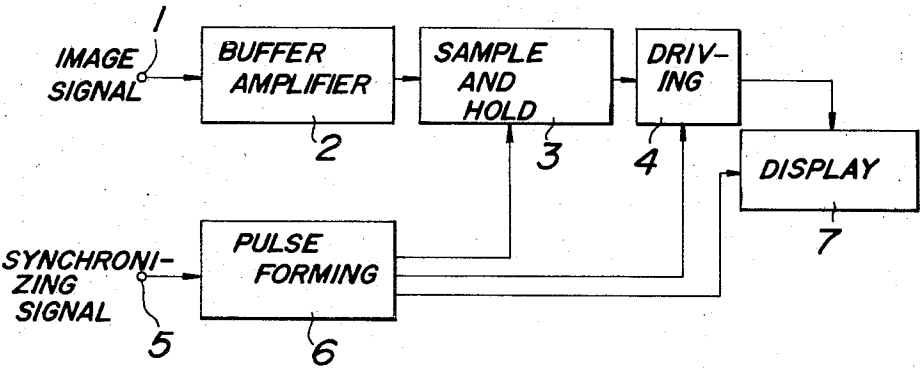 1
IMAGE
SIGNAL
BUFFER
AMPLIFIER
2
SAMPLE
AND
HOLD
3
DRIV-
ING
4
DISPLAY
7
SYNCHRONI-
ZING
SIGNAL
5
PULSE
FORMING
6